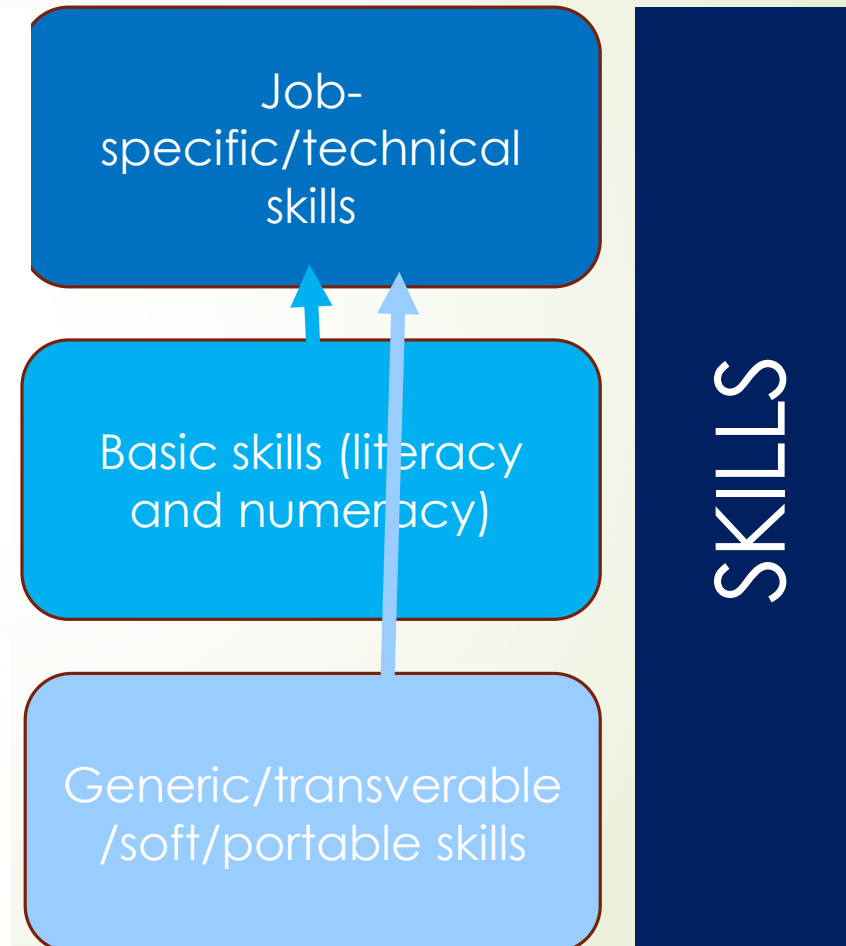 Job-
specific/technical
skills
Basic skills (literacy
and numeracy)
Generic/transverable
/soft/portable skills
SKILLS